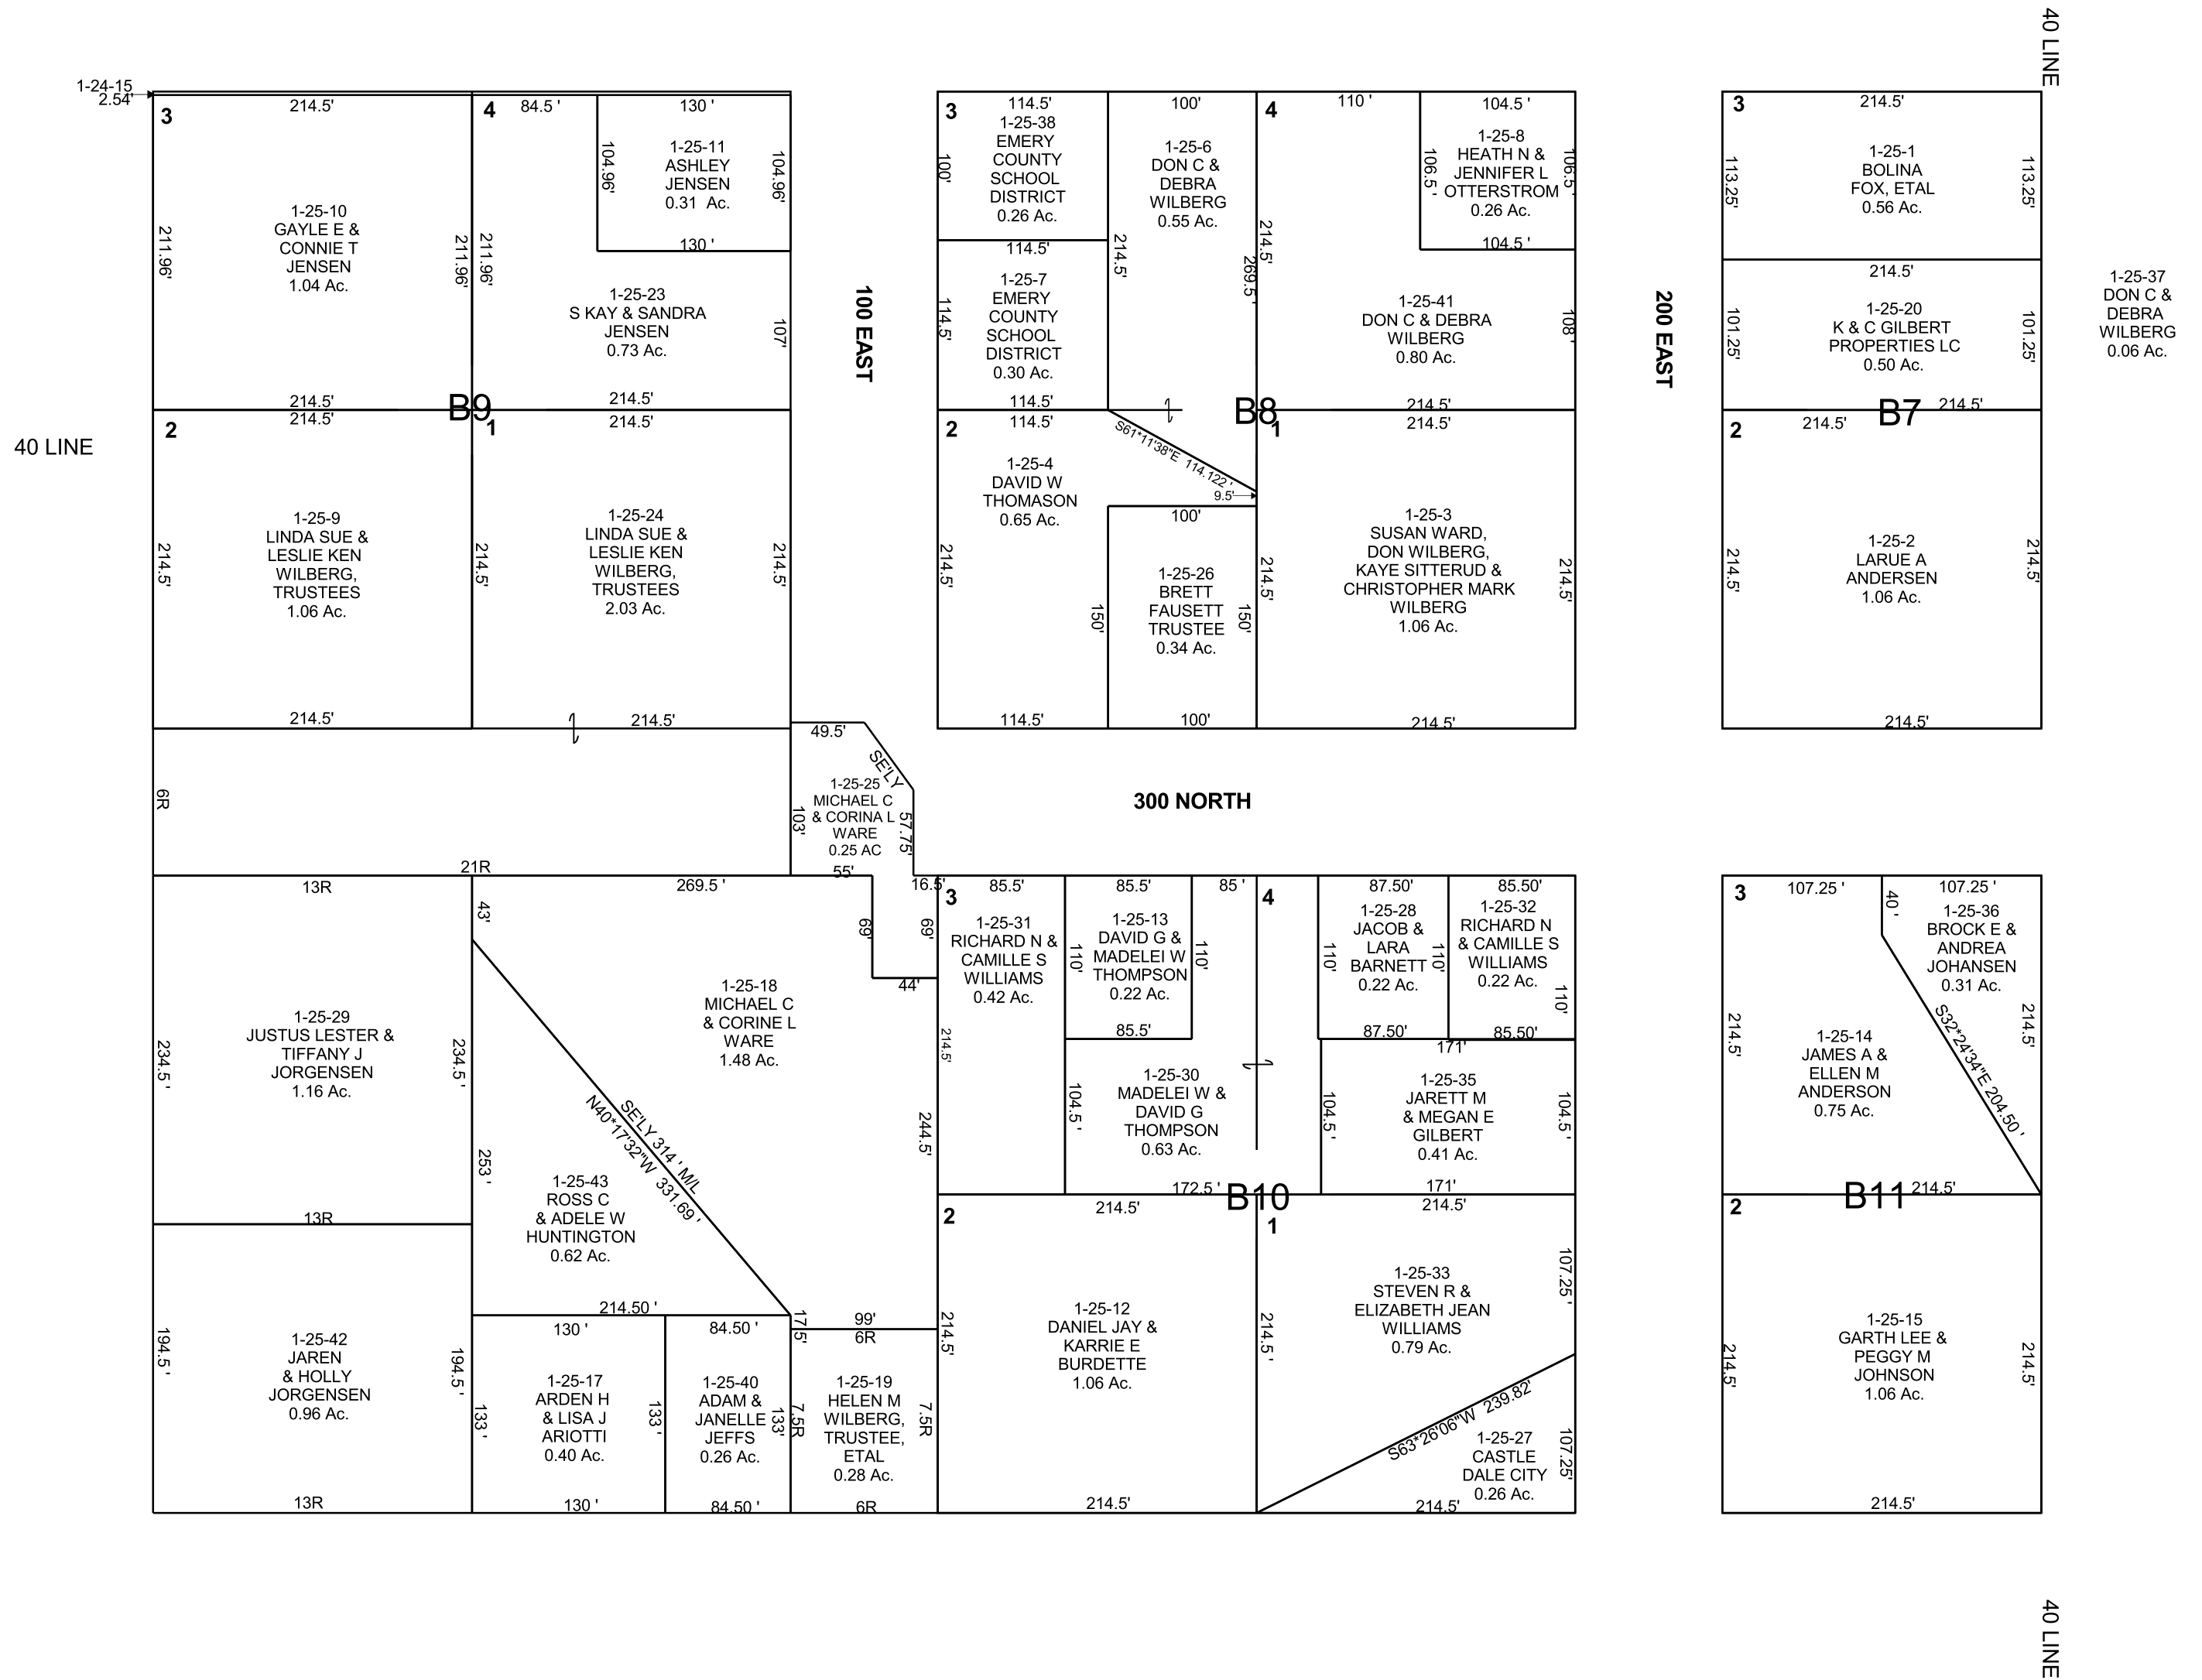 40 LINE
1-24-15
2.54'
3
214.5'
4
84.5 '
130 '
1-25-11
ASHLEY
JENSEN
0.31 Ac.
104.96'
104.96'
130 '
1-25-10
GAYLE E &
CONNIE T
JENSEN
1.04 Ac.
211.96'
211.96'
211.96'
1-25-23
S KAY & SANDRA
JENSEN
0.73 Ac.
107'
214.5'
214.5'
B9
40 LINE
2
214.5'
1
214.5'
1-25-9
LINDA SUE &
LESLIE KEN
WILBERG,
TRUSTEES
1.06 Ac.
214.5'
214.5'
1-25-24
LINDA SUE &
LESLIE KEN
WILBERG,
TRUSTEES
2.03 Ac.
214.5'
214.5'
214.5'
100 EAST
3
114.5'
1-25-38
EMERY
COUNTY
SCHOOL
DISTRICT
0.26 Ac.
100'
114.5'
1-25-7
EMERY
COUNTY
SCHOOL
DISTRICT
0.30 Ac.
114.5'
114.5'
100'
1-25-6
DON C &
DEBRA
WILBERG
0.55 Ac.
214.5'
214.5'
269.5 '
4
110 '
104.5 '
1-25-8
HEATH N &
JENNIFER L
OTTERSTROM
0.26 Ac.
106.5 '
106.5 '
104.5 '
1-25-41
DON C & DEBRA
WILBERG
0.80 Ac.
108'
214.5'
B8
2
114.5'
1-25-4
DAVID W
THOMASON
0.65 Ac.
214.5'
114.5'
S61*11'38"E 114.122 '
9.5'
100'
1-25-26
BRETT
FAUSETT
TRUSTEE
0.34 Ac.
150'
150'
100'
1
214.5'
1-25-3
SUSAN WARD,
DON WILBERG,
KAYE SITTERUD &
CHRISTOPHER MARK
WILBERG
1.06 Ac.
214.5'
214.5'
214.5'
200 EAST
3
214.5'
1-25-1
BOLINA
FOX, ETAL
0.56 Ac.
113.25'
113.25'
214.5'
1-25-20
K & C GILBERT
PROPERTIES LC
0.50 Ac.
101.25'
101.25'
B7
214.5'
1-25-37
DON C &
DEBRA
WILBERG
0.06 Ac.
2
214.5'
1-25-2
LARUE A
ANDERSEN
1.06 Ac.
214.5'
214.5'
214.5'
300 NORTH
6R
21R
49.5'
SE'LY
1-25-25
MICHAEL C
& CORINA L
WARE
0.25 AC
103'
57.75'
55'
16.5'
69'
69'
44'
13R
1-25-29
JUSTUS LESTER &
TIFFANY J
JORGENSEN
1.16 Ac.
234.5 '
234.5 '
13R
1-25-42
JAREN
& HOLLY
JORGENSEN
0.96 Ac.
194.5 '
194.5 '
13R
269.5 '
43'
1-25-18
MICHAEL C
& CORINE L
WARE
1.48 Ac.
SE'LY 314 ' M/L
N40*17'32"W 331.69 '
253 '
244.5'
1-25-43
ROSS C
& ADELE W
HUNTINGTON
0.62 Ac.
214.50 '
130 '
1-25-17
ARDEN H
& LISA J
ARIOTTI
0.40 Ac.
133 '
133 '
130 '
84.50 '
1-25-40
ADAM &
JANELLE
JEFFS
0.26 Ac.
133'
84.50 '
17.5'
99'
6R
1-25-19
HELEN M
WILBERG,
TRUSTEE,
ETAL
0.28 Ac.
7.5R
7.5R
6R
3
85.5'
1-25-31
RICHARD N &
CAMILLE S
WILLIAMS
0.42 Ac.
214.5'
85.5'
1-25-13
DAVID G &
MADELEI W
THOMPSON
0.22 Ac.
110'
110'
85.5'
85 '
4
1-25-30
MADELEI W &
DAVID G
THOMPSON
0.63 Ac.
104.5 '
172.5 '
87.50'
1-25-28
JACOB &
LARA
BARNETT
0.22 Ac.
110'
110'
87.50'
85.50'
1-25-32
RICHARD N
& CAMILLE S
WILLIAMS
0.22 Ac.
110'
85.50'
171'
1-25-35
JARETT M
& MEGAN E
GILBERT
0.41 Ac.
104.5 '
104.5 '
171'
B10
2
214.5'
1-25-12
DANIEL JAY &
KARRIE E
BURDETTE
1.06 Ac.
214.5'
214.5'
1
214.5'
1-25-33
STEVEN R &
ELIZABETH JEAN
WILLIAMS
0.79 Ac.
214.5 '
107.25 '
S63*26'06"W 239.82'
1-25-27
CASTLE
DALE CITY
0.26 Ac.
107.25'
214.5'
3
107.25 '
107.25 '
40 '
1-25-36
BROCK E &
ANDREA
JOHANSEN
0.31 Ac.
S32*24'34"E 204.50 '
214.5'
1-25-14
JAMES A &
ELLEN M
ANDERSON
0.75 Ac.
214.5'
B11
214.5'
2
1-25-15
GARTH LEE &
PEGGY M
JOHNSON
1.06 Ac.
214.5'
214.5'
214.5'
40 LINE